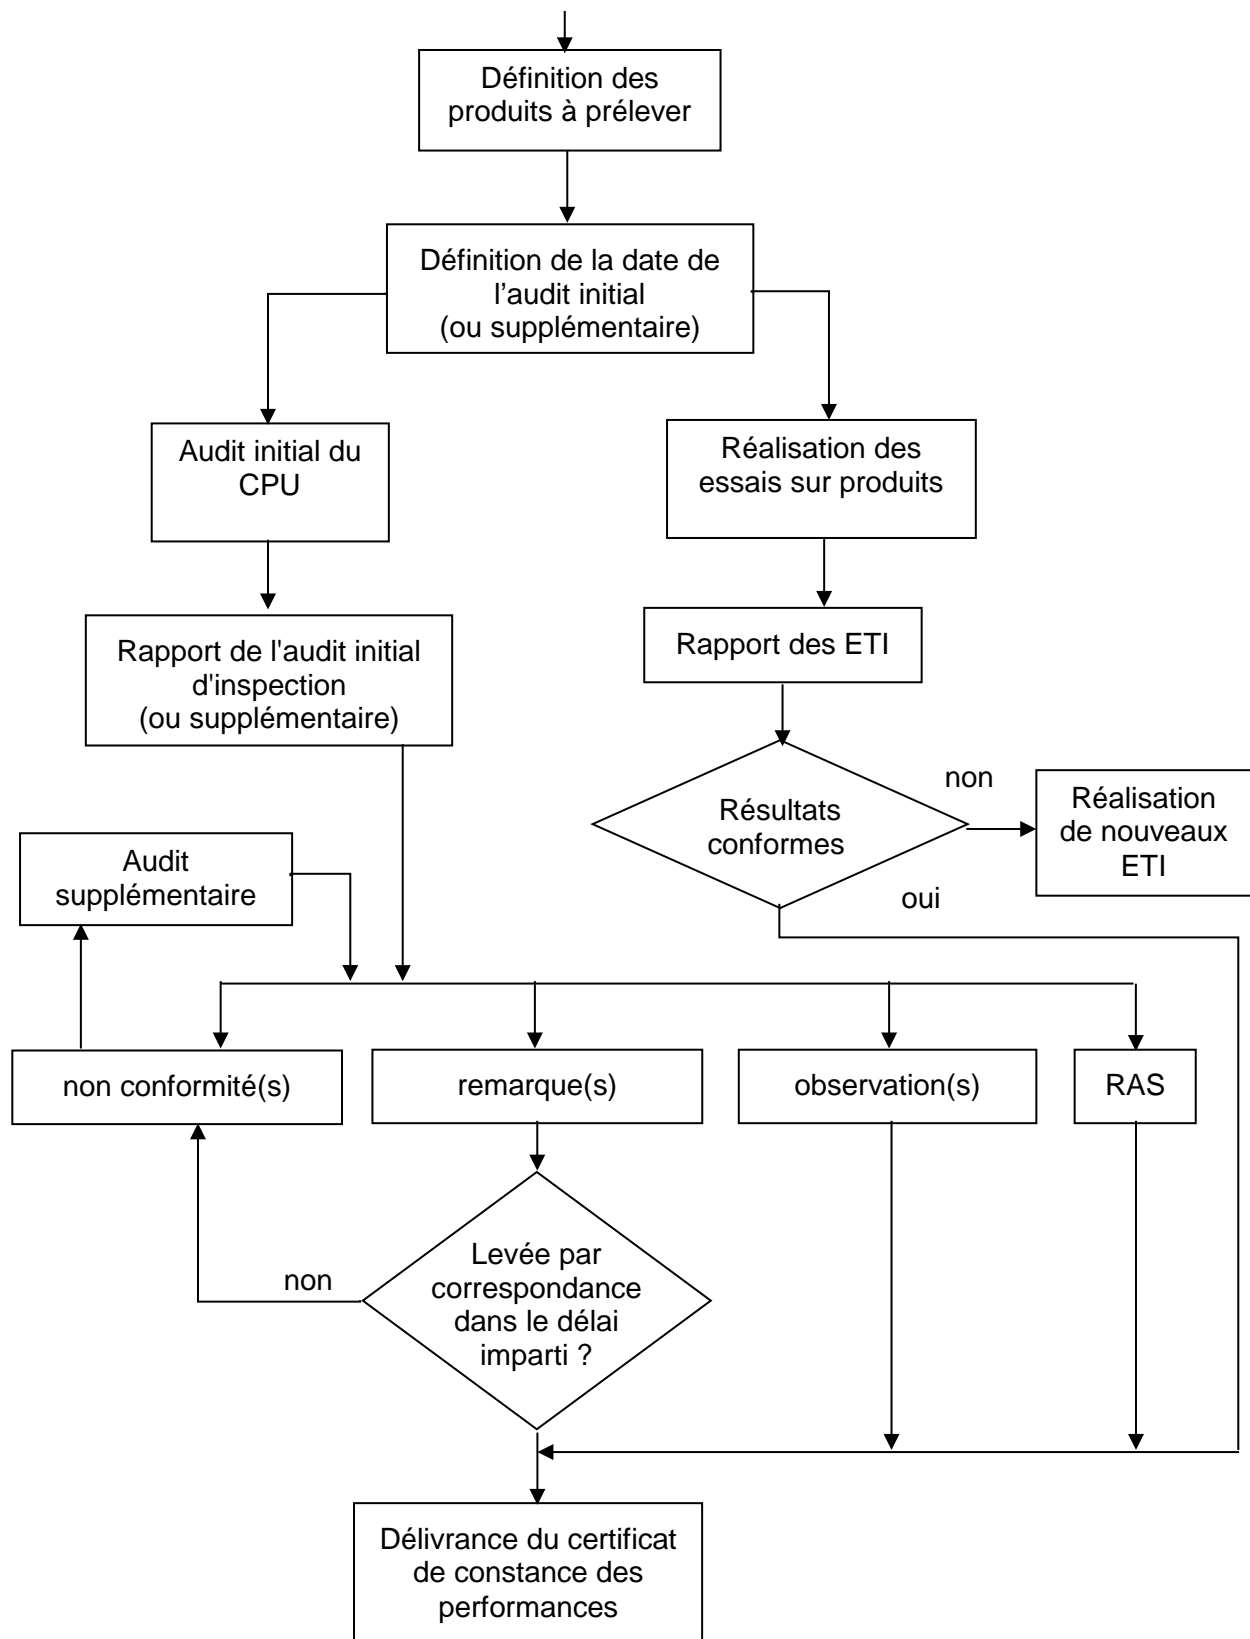 Définition des
produits à prélever
Définition de la date de
l’audit initial
(ou supplémentaire)
Audit initial du
CPU
Réalisation des
essais sur produits
Rapport de l'audit initial
d'inspection
(ou supplémentaire)
Rapport des ETI
Résultats
conformes
non
Réalisation
de nouveaux
ETI
oui
Audit
supplémentaire
non conformité(s)
remarque(s)
observation(s)
RAS
Levée par
correspondance
dans le délai
imparti ?
non
Délivrance du certificat
de constance des
performances